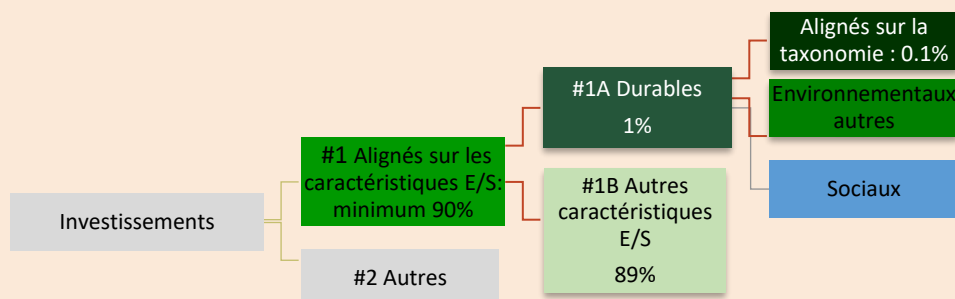 Investissements
#1 Alignés sur les
caractéristiques E/S:
minimum 90%
#2 Autres
#1A Durables
1%
#1B Autres
caractéristiques
E/S
89%
Alignés sur la
taxonomie : 0.1%
Environnementaux
autres
Sociaux